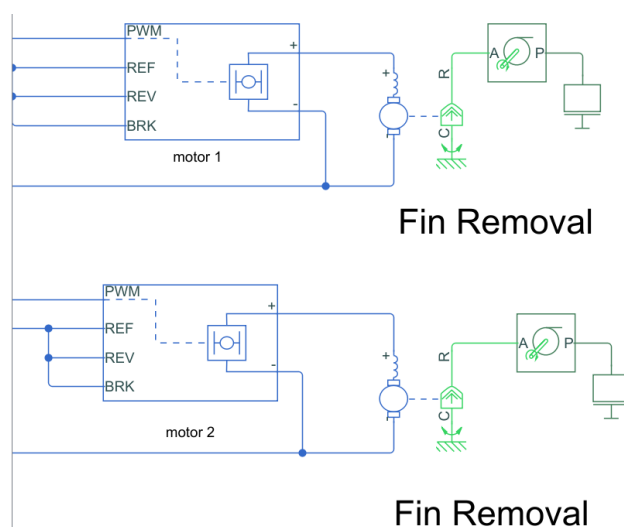 PWM
+
REF
+
R
A
P
REV
-
BRK
C
-
motor 1
Fin Removal
PWM
+
REF
A
P
+
R
REV
-
BRK
C
-
motor 2
Fin Removal